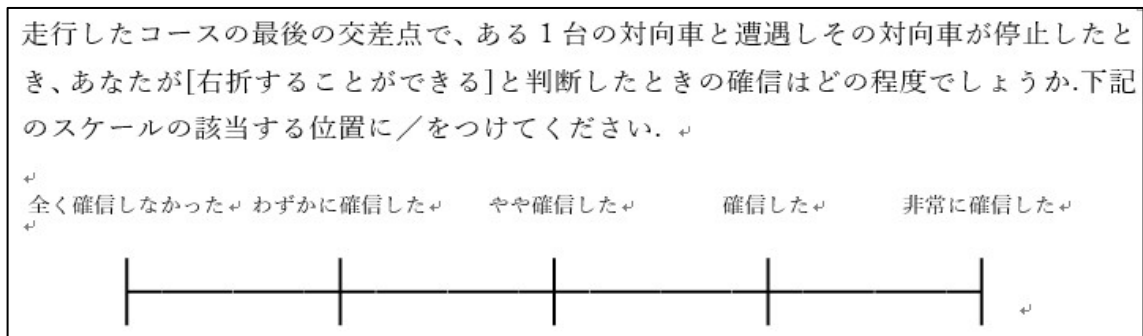 走行したコースの最後の交差点で、ある1台の対向車と遭遇しその対向車が停止したと
き、あなたが[右折することができる]と判断したときの確信はどの程度でしょうか.下記
のスケールの該当する位置に／をつけてください. ↵
↵
全く確信しなかった↵ わずかに確信した↵ やや確信した↵ 確信した↵ 非常に確信した↵
↵
↵